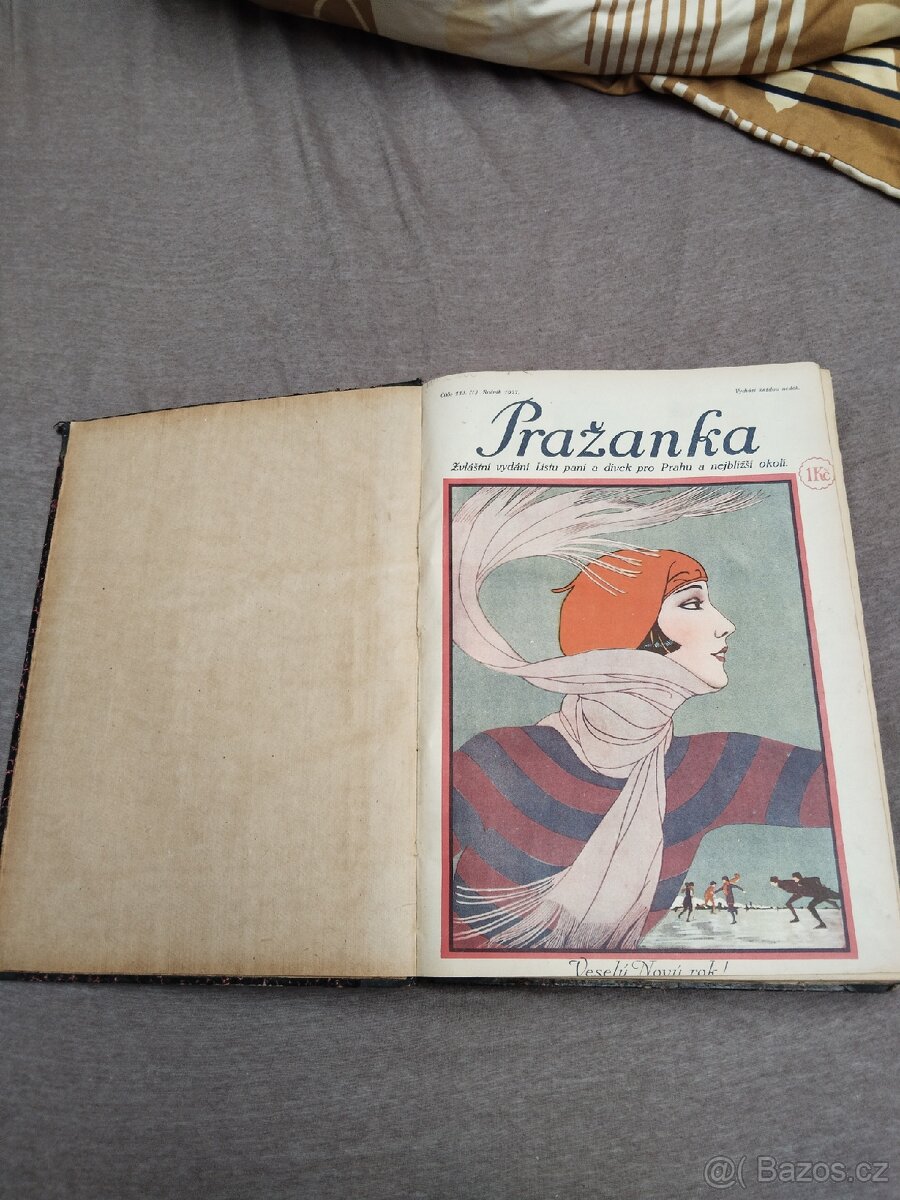 Pražanka
Zvláštní vydání Listu paní a dívek pro Prahu a nejbližší okolí.
1Kč
Veselý Nový rok!
@( Bazos.cz